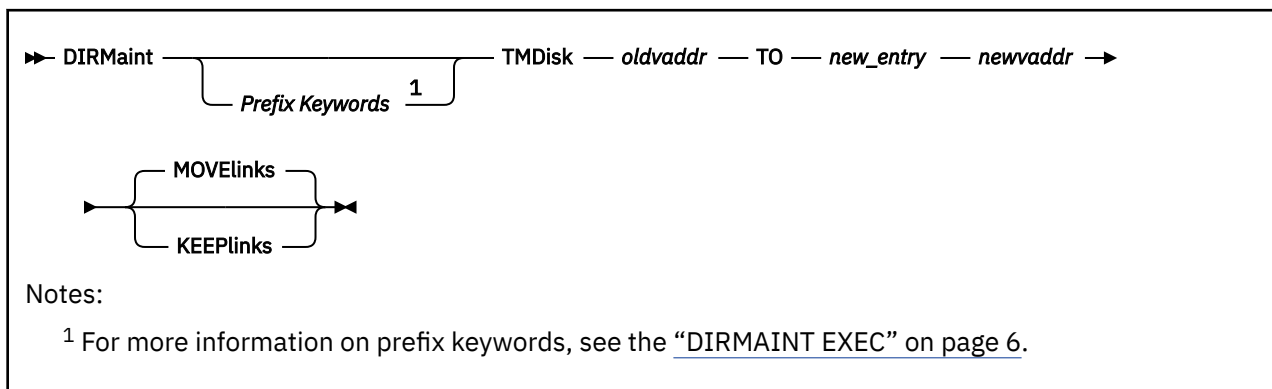 DIRMaint Prefix Keywords 1 TMDisk oldvaddr TO new_entry newvaddr
MOVElinks
KEEPlinks
Notes:
1 For more information on prefix keywords, see the “DIRMAINT EXEC” on page 6.